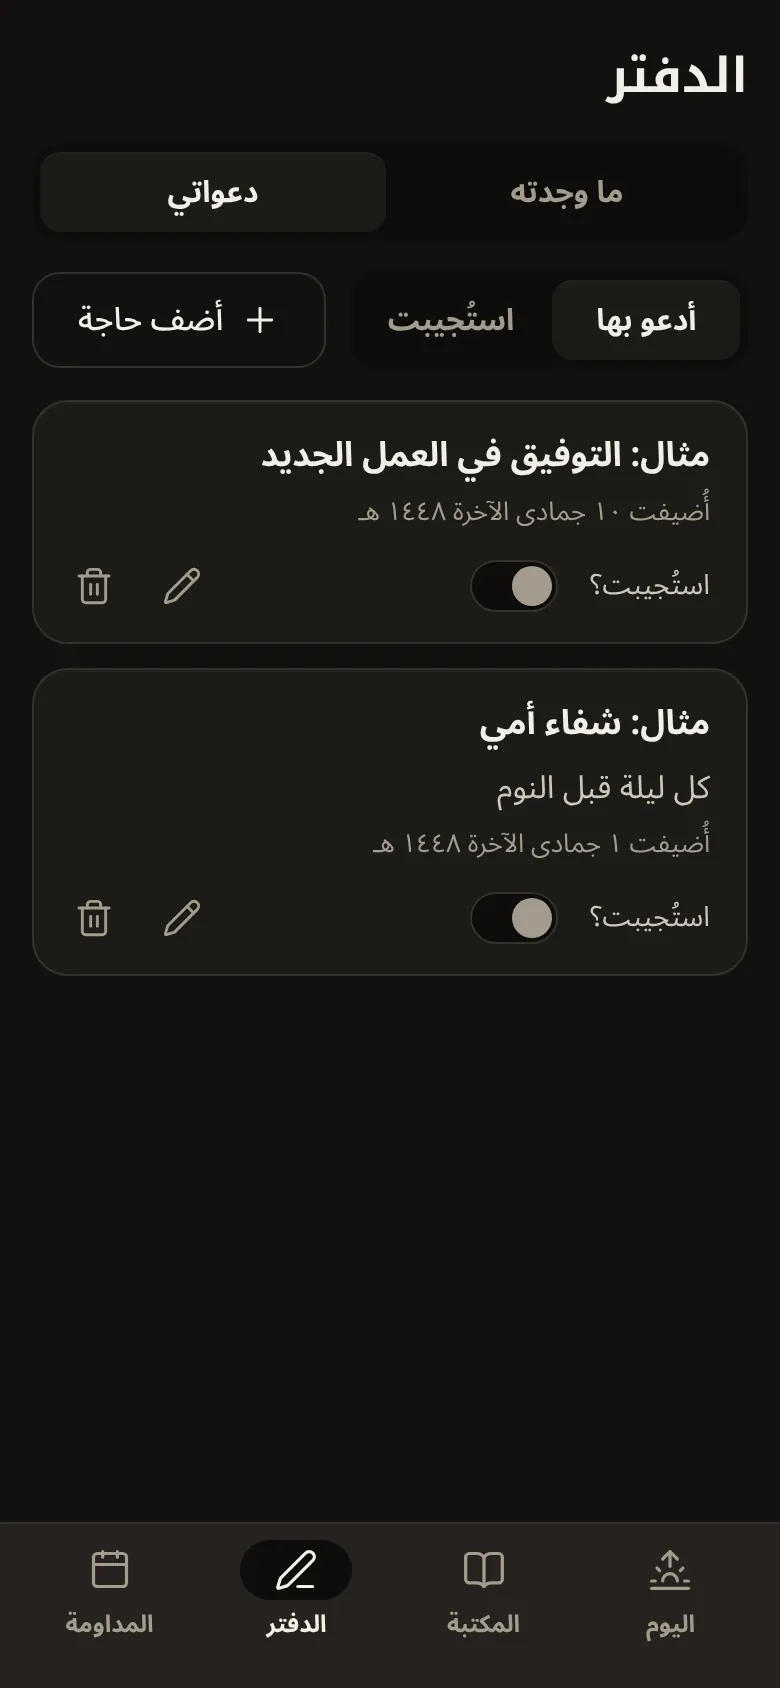 الدفتر
ما وجدته
دعواتي
أدعو بها
استُجيبت
أضف حاجة
مثال: التوفيق في العمل الجديد
أُضيفت ١٠ جمادى الآخرة ١٤٤٨ هـ
استُجيبت؟
مثال: شفاء أمي
كل ليلة قبل النوم
أُضيفت ١ جمادى الآخرة ١٤٤٨ هـ
استُجيبت؟
اليوم
المكتبة
الدفتر
المداومة